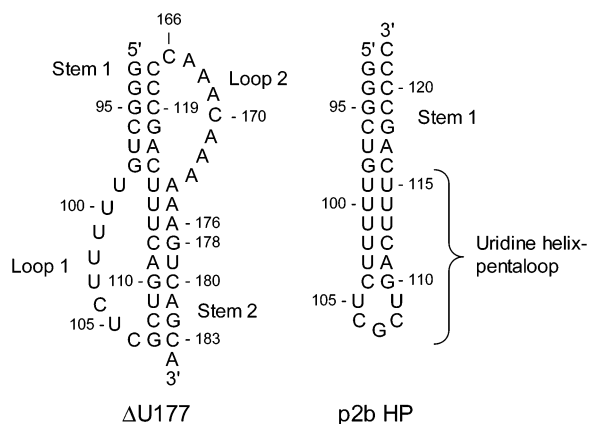 166
5' C A
Stem 1 G C A
G C A Loop 2
95 - G C - 119 C - 170
C G A
U A A
G C A
U U A
100 - U U A
U U A - 176
U C G - 178
Loop 1 U A U
110 - G C - 180
C U A Stem 2
105 - U C G
C G C - 183
A
3'
ΔU177
3'
5' C
G C
G C - 120
95 - G C
C G Stem 1
U A
G C
U U - 115
100 - U U
U U
U C
U A
C G - 110
105 - U U
C G C
Uridine helix-
pentaloop
p2b HP